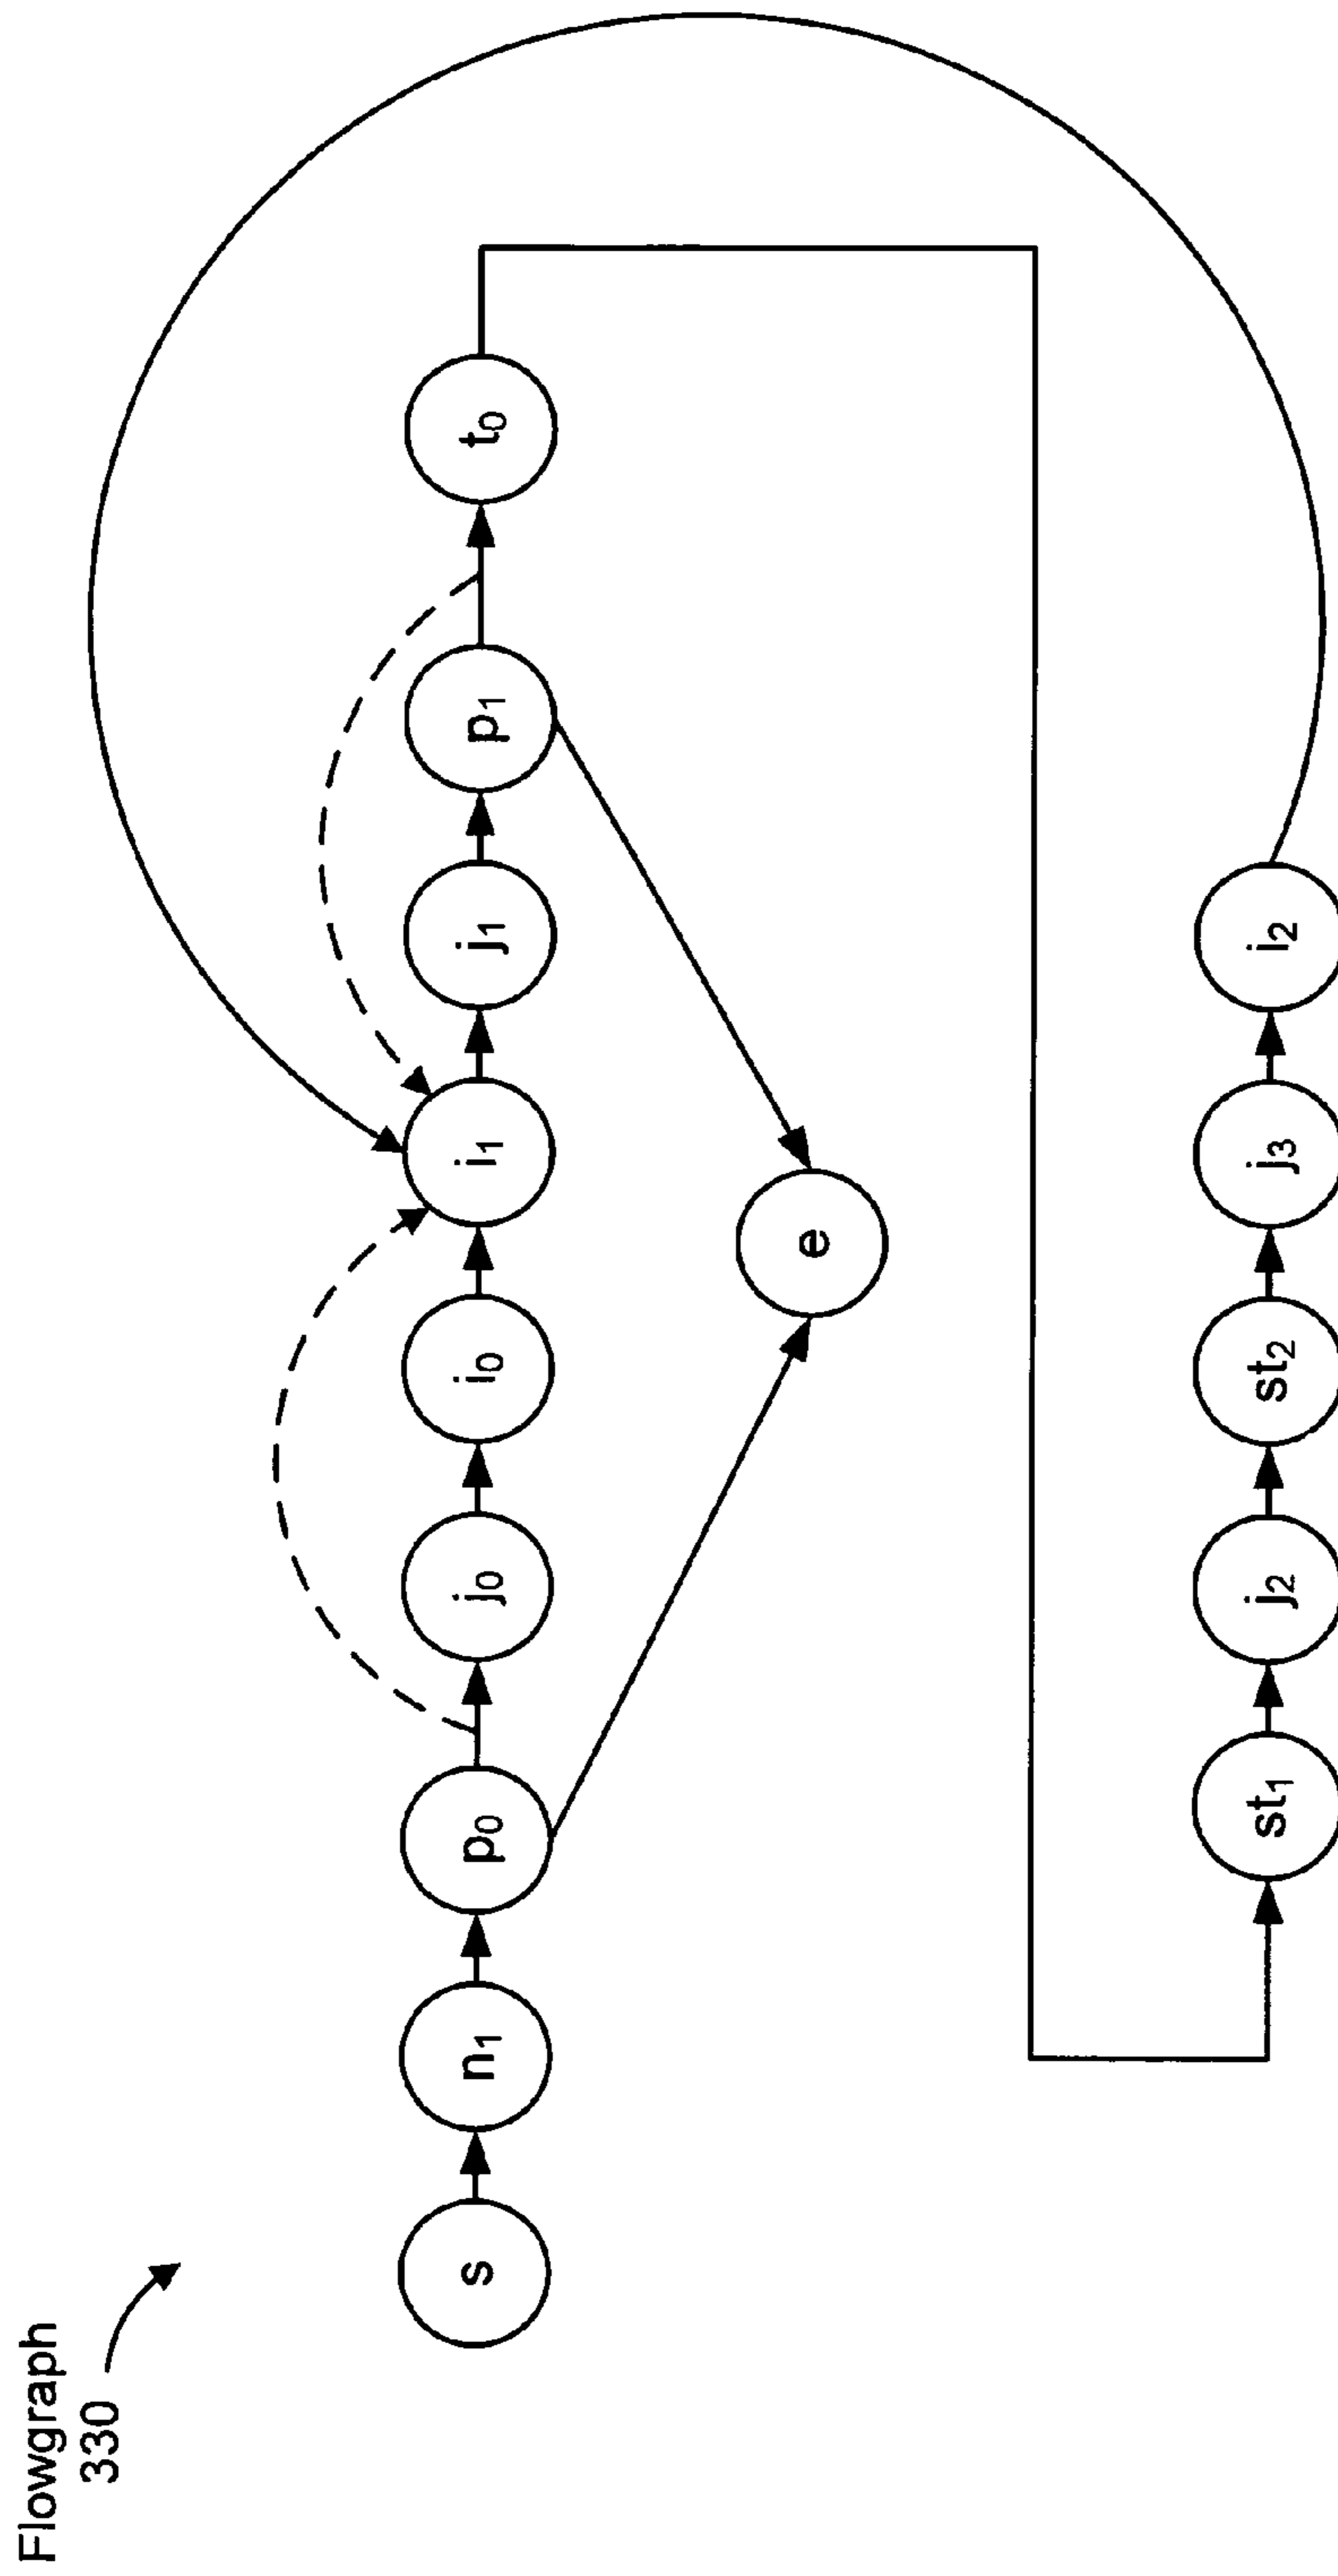 Flowgraph
330
s
n₁
p₀
j₀
i₀
i₁
j₁
p₁
t₀
e
st₁
j₂
st₂
j₃
i₂